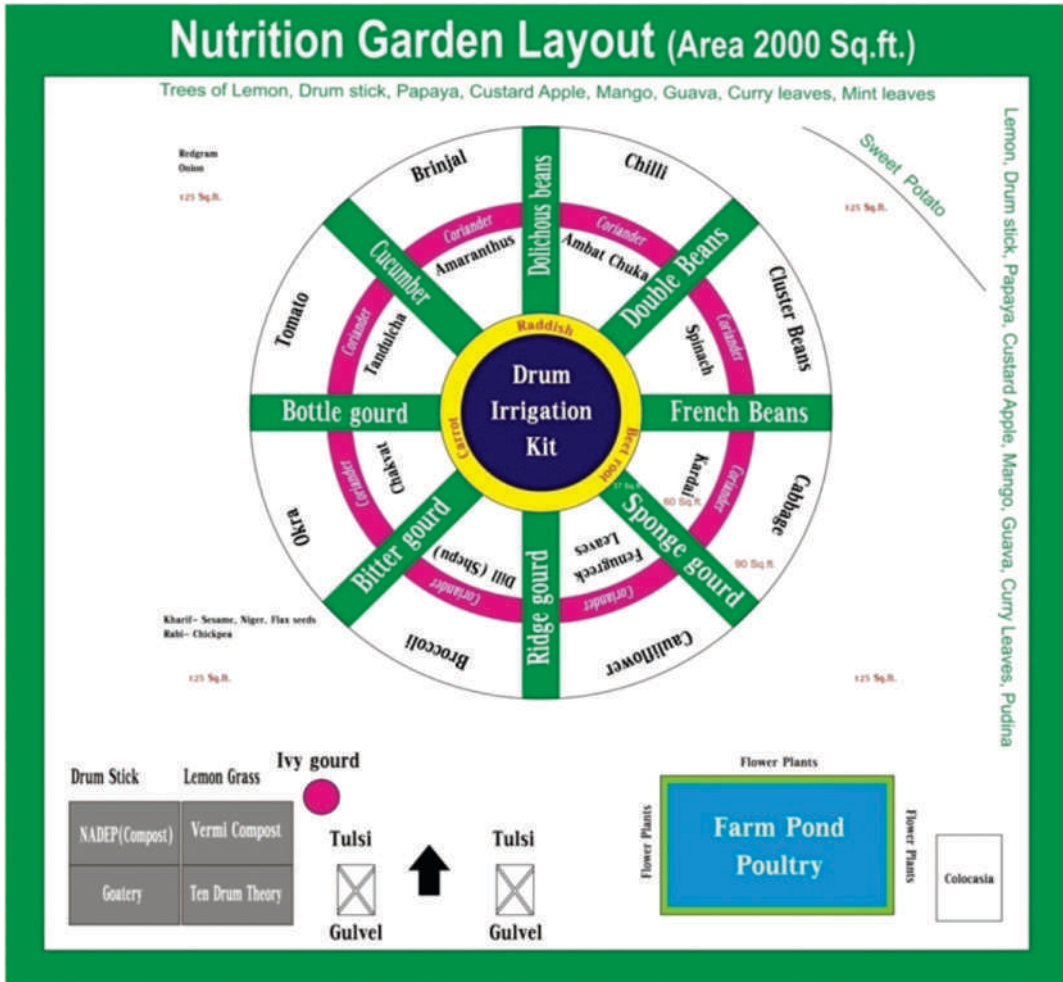 Nutrition Garden Layout (Area 2000 Sq.ft.)
Trees of Lemon, Drum stick, Papaya, Custard Apple, Mango, Guava, Curry leaves, Mint leaves
Lemon, Drum stick, Papaya, Custard Apple, Mango, Guava, Curry Leaves, Pudina
Redgram
Onion
125 Sq.ft.
Sweet Potato
125 Sq.ft.
Brinjal
Chilli
Cluster Beans
Cabbage
Cauliflower
Broccoli
Okra
Tomato
Dolichous beans
Double Beans
French Beans
Sponge gourd
Ridge gourd
Bitter gourd
Bottle gourd
Cucumber
Coriander
Coriander
Coriander
Coriander
Coriander
Coriander
Coriander
Coriander
Amaranthus
Ambat Chuka
Spinach
Kardai
Fenugreek
Leaves
Dill (Shepu)
Chakvat
Tandulcha
Raddish
Beet root
Carrot
Drum
Irrigation
Kit
37 Sq.ft.
60 Sq.ft.
90 Sq.ft.
Kharif- Sesame, Niger, Flax seeds
Rabi- Chickpea
125 Sq.ft.
125 Sq.ft.
Drum Stick
Lemon Grass
NADEP(Compost)
Vermi Compost
Goatery
Ten Drum Theory
Ivy gourd
Tulsi
Gulvel
Tulsi
Gulvel
Flower Plants
Flower Plants
Farm Pond
Poultry
Flower Plants
Colocasia